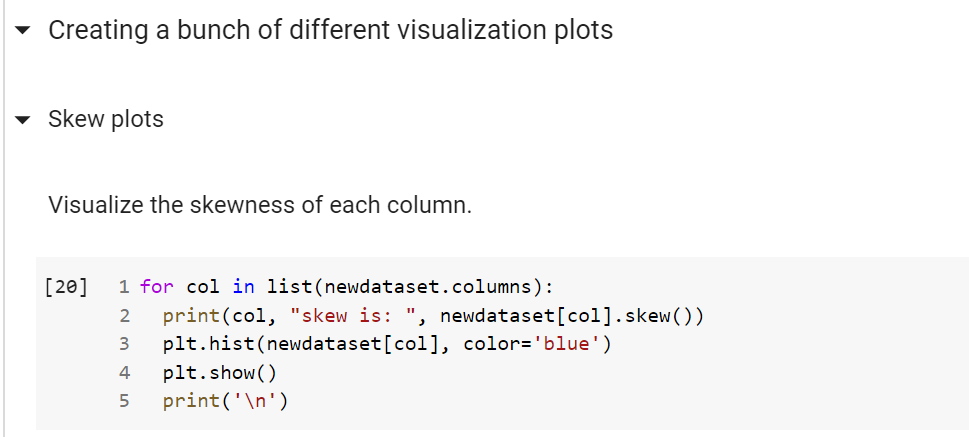 Creating a bunch of different visualization plots
Skew plots
Visualize the skewness of each column.
[20] 1 for col in list(newdataset.columns):
2 print(col, "skew is: ", newdataset[col].skew())
3 plt.hist(newdataset[col], color='blue')
4 plt.show()
5 print('\n')